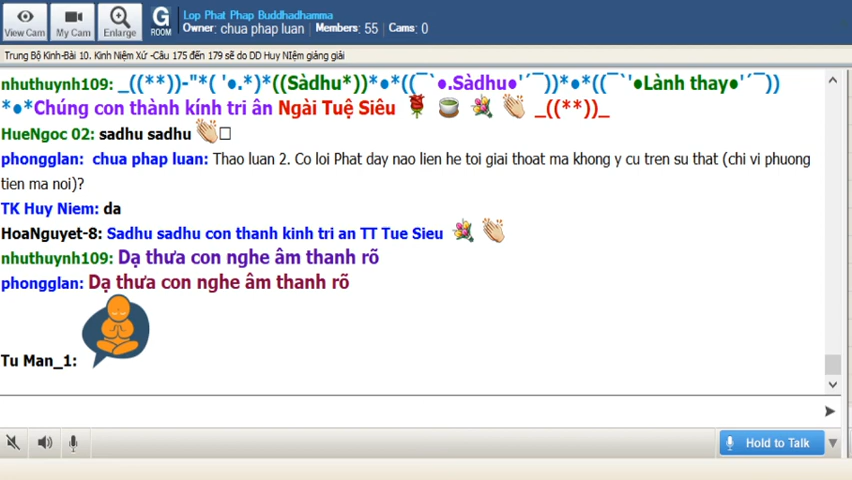 View Cam
My Cam
Enlarge
G
ROOM
Lop Phat Phap Buddhadhamma
Owner: chua phap luan Members: 55 Cams: 0
Trung Bộ Kinh-Bài 10. Kinh Niệm Xứ -Câu 175 đến 179 sẽ do DD Huy NIệm giảng giải
nhuthuynh109: _((**))-"*( '●.*)*((Sàdhu*))*●*((¯`●.Sàdhu●'´¯))*●*((¯`'●Lành thay●'´¯))
*●*Chúng con thành kính tri ân Ngài Tuệ Siêu _((**))_
HueNgoc 02: sadhu sadhu
phongglan: chua phap luan: Thao luan 2. Co loi Phat day nao lien he toi giai thoat ma khong y cu tren su that (chi vi phuong
tien ma noi)?
TK Huy Niem: da
HoaNguyet-8: Sadhu sadhu con thanh kinh tri an TT Tue Sieu
nhuthuynh109: Dạ thưa con nghe âm thanh rõ
phongglan: Dạ thưa con nghe âm thanh rõ
Tu Man_1:
Hold to Talk